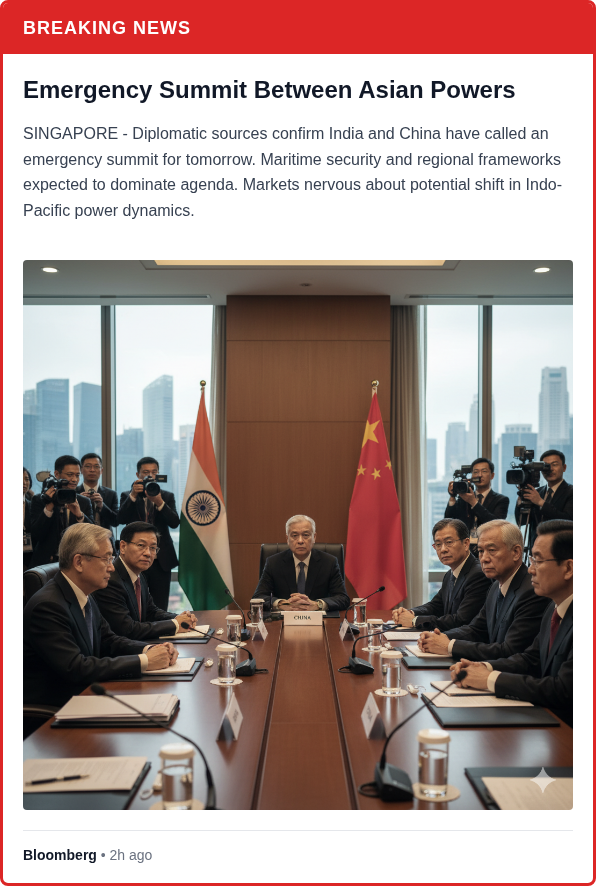 BREAKING NEWS
Emergency Summit Between Asian Powers
SINGAPORE - Diplomatic sources confirm India and China have called an
emergency summit for tomorrow. Maritime security and regional frameworks
expected to dominate agenda. Markets nervous about potential shift in Indo-
Pacific power dynamics.
CHINA
Bloomberg • 2h ago